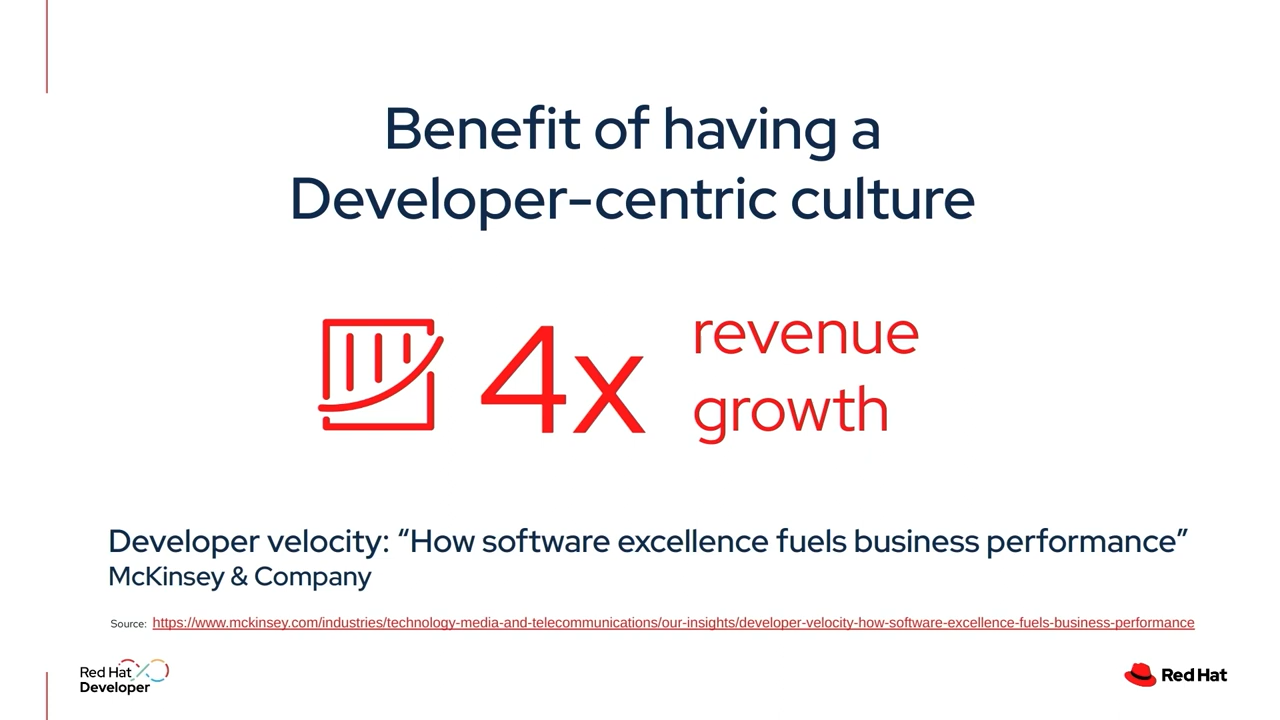 Benefit of having a
Developer-centric culture
4x
revenue
growth
Developer velocity: “How software excellence fuels business performance”
McKinsey & Company
Source: https://www.mckinsey.com/industries/technology-media-and-telecommunications/our-insights/developer-velocity-how-software-excellence-fuels-business-performance
Red Hat
Developer
Red Hat